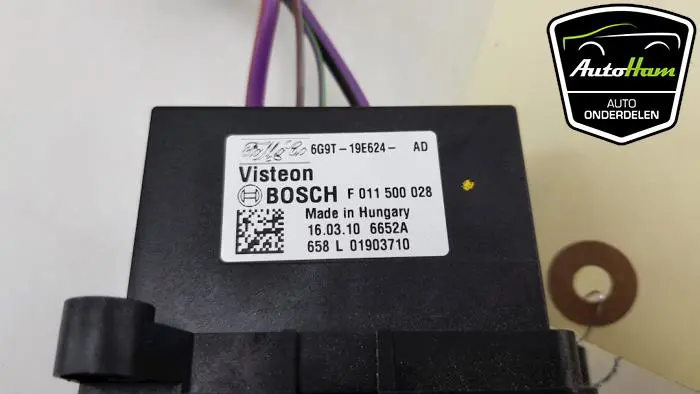 AutoHam
AUTO
ONDERDELEN
6G9T-19E624- AD
Visteon
BOSCH F 011 500 028
Made in Hungary
16.03.10 6652A
658 L 01903710